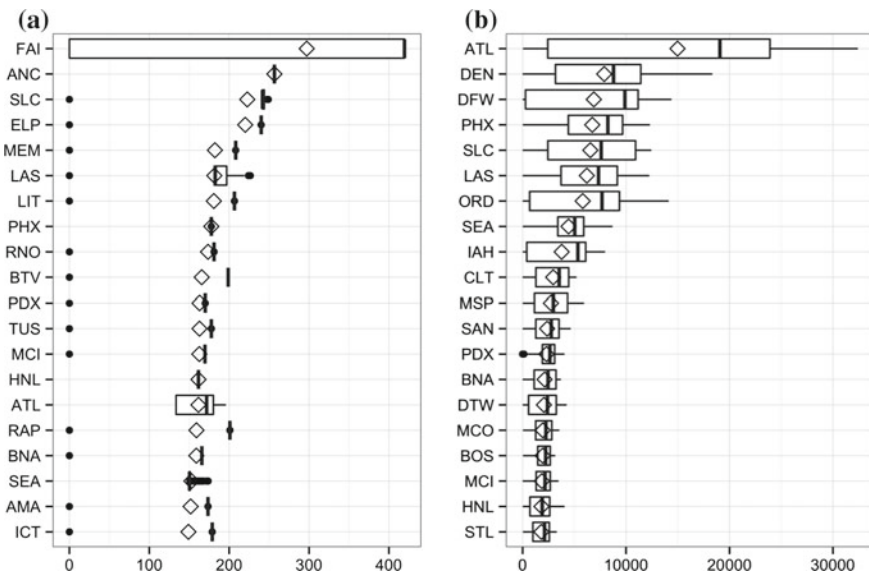 (a)
FAI
ANC
SLC
ELP
MEM
LAS
LIT
PHX
RNO
BTV
PDX
TUS
MCI
HNL
ATL
RAP
BNA
SEA
AMA
ICT
0 100 200 300 400
(b)
ATL
DEN
DFW
PHX
SLC
LAS
ORD
SEA
IAH
CLT
MSP
SAN
PDX
BNA
DTW
MCO
BOS
MCI
HNL
STL
0 10000 20000 30000